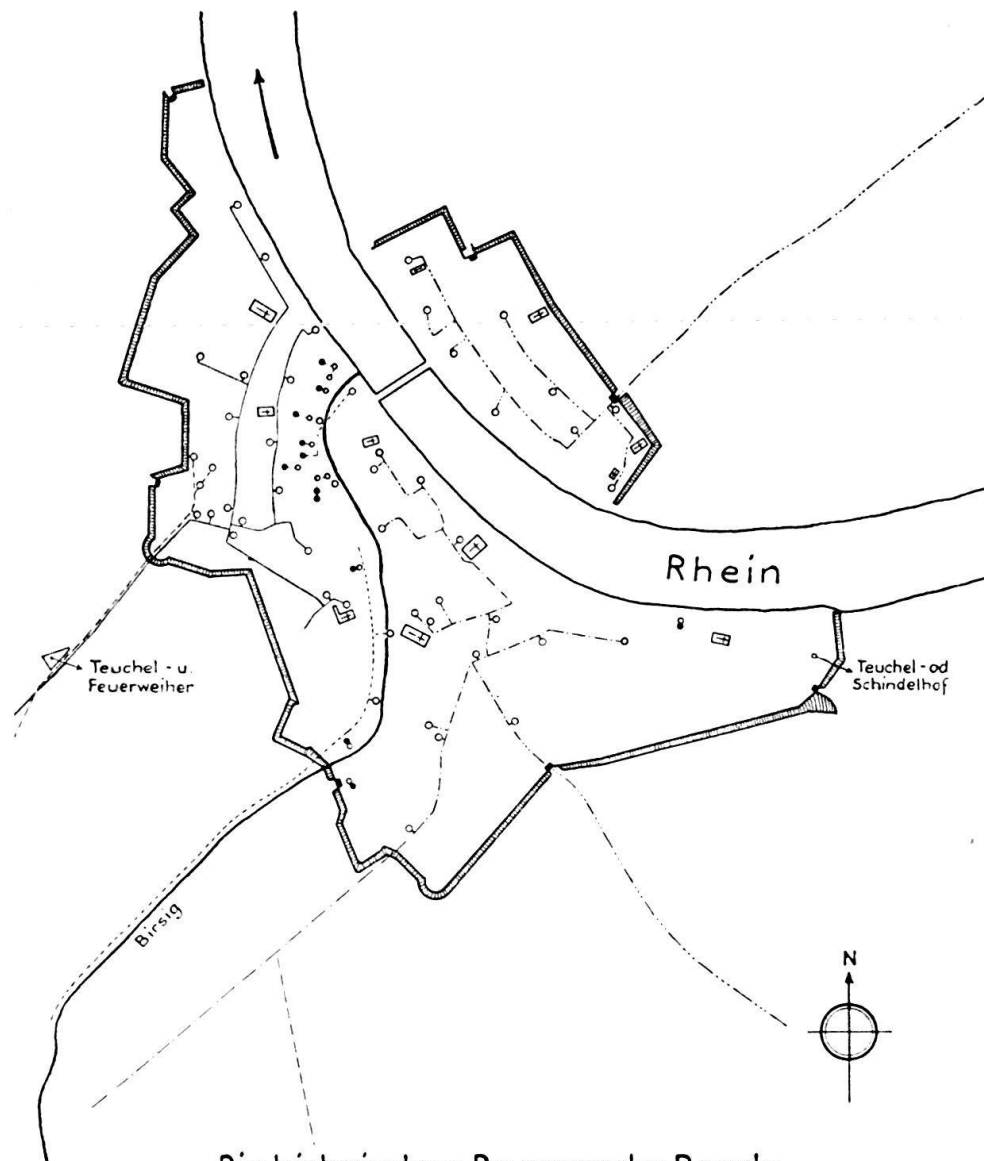 Rhein
Teuchel - u.
Feuerweiher
Teuchel - od
Schindelhof
Birsig
N